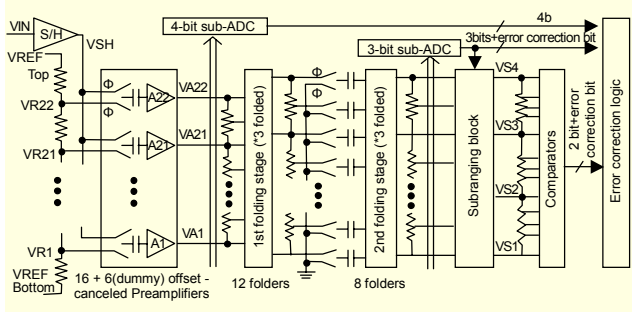 VIN
S/H
VREF
Top
VSH
4-bit sub-ADC
4b
3bits+error correction bit
3-bit sub-ADC
Φ
A22
VA22
VR22
Φ
A21
VA21
VR21
A1
VA1
VR1
VREF
Bottom
16 + 6(dummy) offset -
canceled Preamplifiers
1st folding stage (*3 folded)
12 folders
Φ
Φ
2nd folding stage (*3 folded)
8 folders
Subranging block
VS4
VS3
VS2
VS1
Comparators
2 bit+error
correction bit
Error correction logic